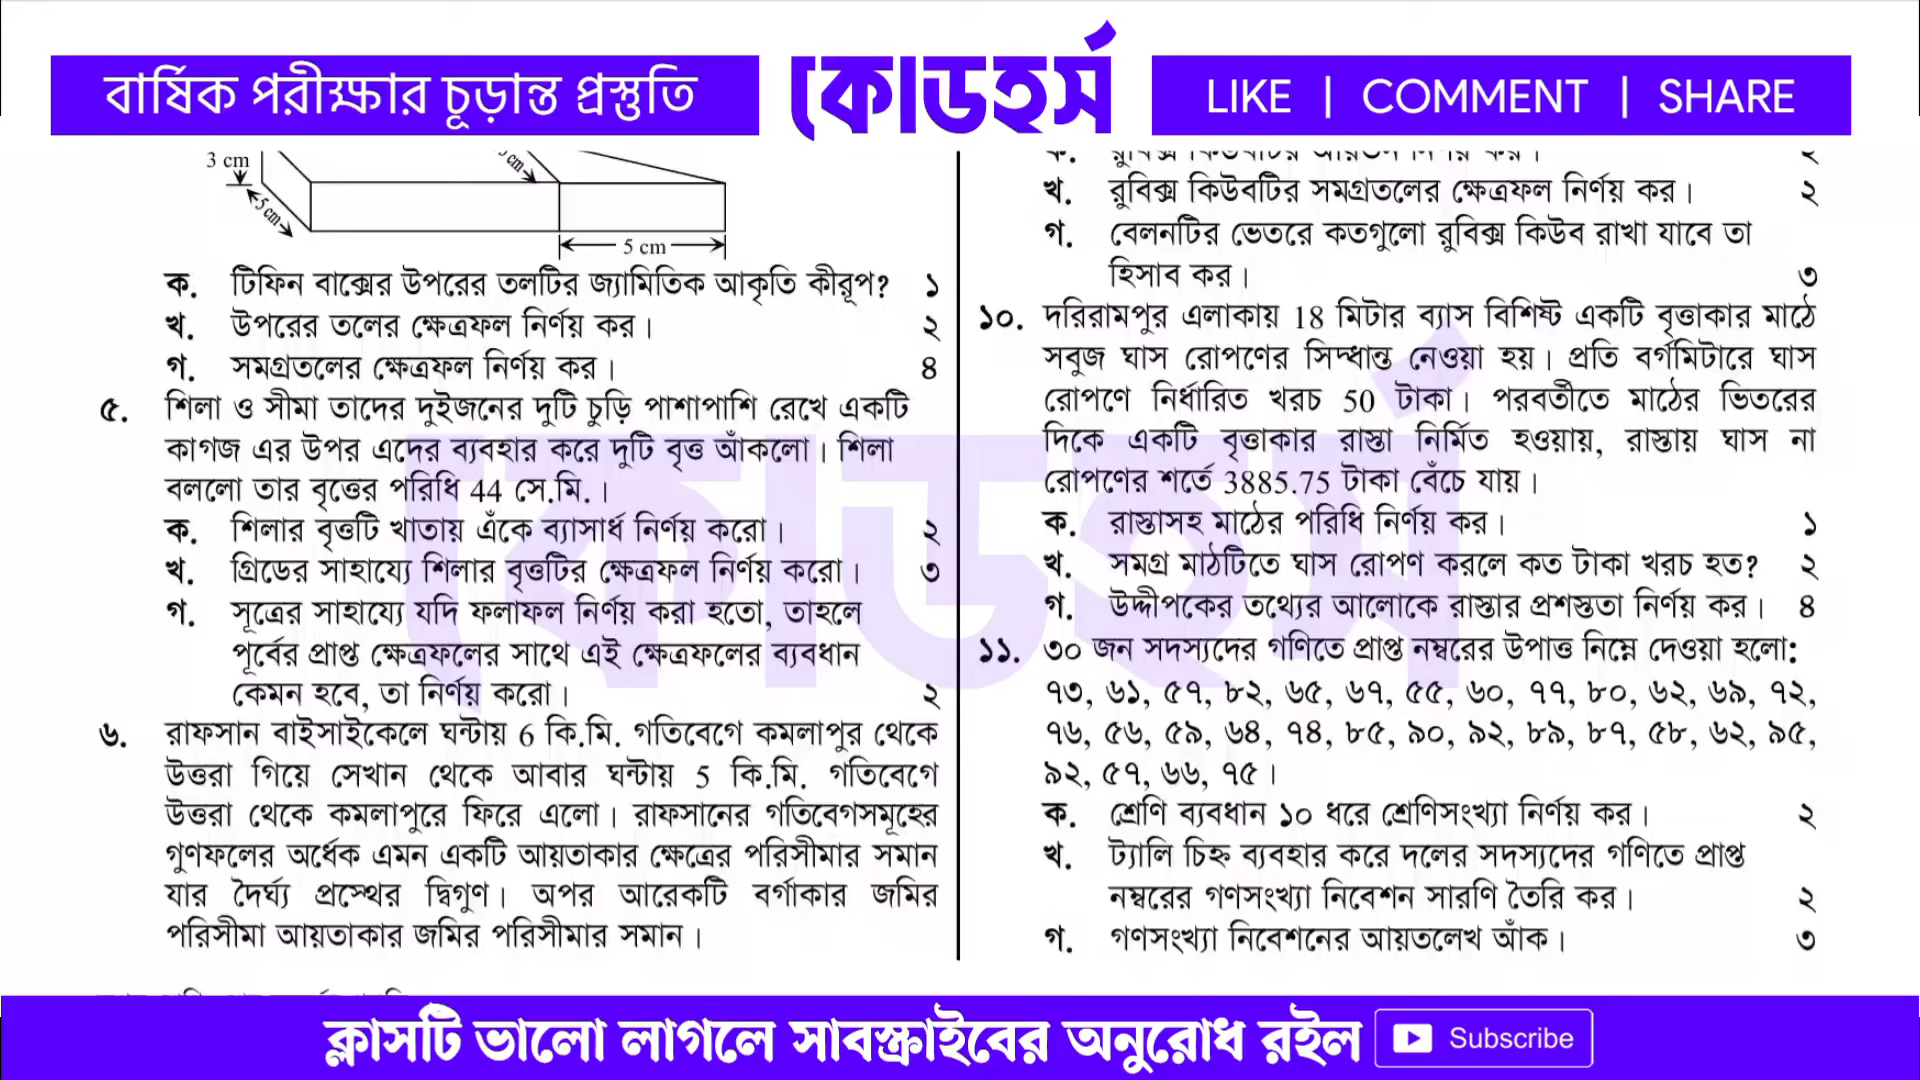 বার্ষিক পরীক্ষার চূড়ান্ত প্রস্তুতি
কোডহর্স
LIKE | COMMENT | SHARE
3 cm
5 cm
cm
5 cm
ক. টিফিন বাক্সের উপরের তলটির জ্যামিতিক আকৃতি কীরূপ? ১
খ. উপরের তলের ক্ষেত্রফল নির্ণয় কর। ২
গ. সমগ্রতলের ক্ষেত্রফল নির্ণয় কর। ৪
৫. শিলা ও সীমা তাদের দুইজনের দুটি চুড়ি পাশাপাশি রেখে একটি
কাগজ এর উপর এদের ব্যবহার করে দুটি বৃত্ত আঁকলো। শিলা
বললো তার বৃত্তের পরিধি 44 সে.মি.।
ক. শিলার বৃত্তটি খাতায় এঁকে ব্যাসার্ধ নির্ণয় করো। ২
খ. গ্রিডের সাহায্যে শিলার বৃত্তটির ক্ষেত্রফল নির্ণয় করো। ৩
গ. সূত্রের সাহায্যে যদি ফলাফল নির্ণয় করা হতো, তাহলে
পূর্বের প্রাপ্ত ক্ষেত্রফলের সাথে এই ক্ষেত্রফলের ব্যবধান
কেমন হবে, তা নির্ণয় করো। ২
৬. রাফসান বাইসাইকেলে ঘন্টায় 6 কি.মি. গতিবেগে কমলাপুর থেকে
উত্তরা গিয়ে সেখান থেকে আবার ঘন্টায় 5 কি.মি. গতিবেগে
উত্তরা থেকে কমলাপুরে ফিরে এলো। রাফসানের গতিবেগসমূহের
গুণফলের অর্ধেক এমন একটি আয়তাকার ক্ষেত্রের পরিসীমার সমান
যার দৈর্ঘ্য প্রস্থের দ্বিগুণ। অপর আরেকটি বর্গাকার জমির
পরিসীমা আয়তাকার জমির পরিসীমার সমান।
ক. রুবিক্স কিউবটির আয়তন নির্ণয় কর। ২
খ. রুবিক্স কিউবটির সমগ্রতলের ক্ষেত্রফল নির্ণয় কর। ২
গ. বেলনটির ভেতরে কতগুলো রুবিক্স কিউব রাখা যাবে তা
হিসাব কর। ৩
১০. দরিরামপুর এলাকায় 18 মিটার ব্যাস বিশিষ্ট একটি বৃত্তাকার মাঠে
সবুজ ঘাস রোপণের সিদ্ধান্ত নেওয়া হয়। প্রতি বর্গমিটারে ঘাস
রোপণে নির্ধারিত খরচ 50 টাকা। পরবর্তীতে মাঠের ভিতরের
দিকে একটি বৃত্তাকার রাস্তা নির্মিত হওয়ায়, রাস্তায় ঘাস না
রোপণের শর্তে 3885.75 টাকা বেঁচে যায়।
ক. রাস্তাসহ মাঠের পরিধি নির্ণয় কর। ১
খ. সমগ্র মাঠটিতে ঘাস রোপণ করলে কত টাকা খরচ হত? ২
গ. উদ্দীপকের তথ্যের আলোকে রাস্তার প্রশস্ততা নির্ণয় কর। ৪
১১. ৩০ জন সদস্যদের গণিতে প্রাপ্ত নম্বরের উপাত্ত নিম্নে দেওয়া হলো:
৭৩, ৬১, ৫৭, ৮২, ৬৫, ৬৭, ৫৫, ৬০, ৭৭, ৮০, ৬২, ৬৯, ৭২,
৭৬, ৫৬, ৫৯, ৬৪, ৭৪, ৮৫, ৯০, ৯২, ৮৯, ৮৭, ৫৮, ৬২, ৯৫,
৯২, ৫৭, ৬৬, ৭৫।
ক. শ্রেণি ব্যবধান ১০ ধরে শ্রেণিসংখ্যা নির্ণয় কর। ২
খ. ট্যালি চিহ্ন ব্যবহার করে দলের সদস্যদের গণিতে প্রাপ্ত
নম্বরের গণসংখ্যা নিবেশন সারণি তৈরি কর। ২
গ. গণসংখ্যা নিবেশনের আয়তলেখ আঁক। ৩
ক্লাসটি ভালো লাগলে সাবস্ক্রাইবের অনুরোধ রইল
Subscribe